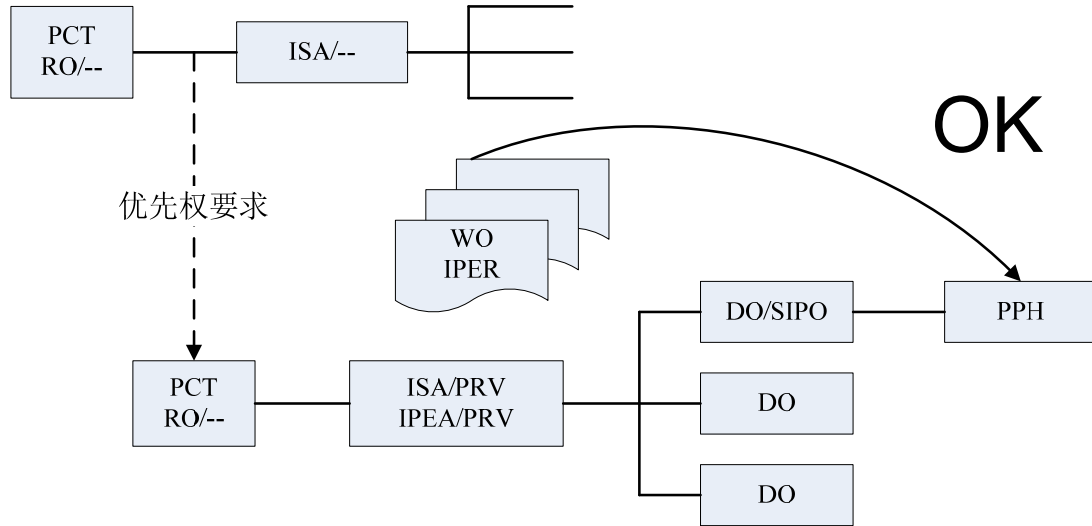 PCT
RO/--
ISA/--
OK
优先权要求
WO
IPER
DO/SIPO
PPH
PCT
RO/--
ISA/PRV
IPEA/PRV
DO
DO